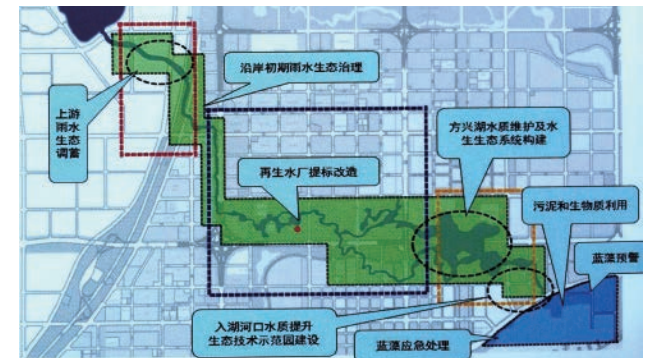 沿岸初期雨水生态治理
上游
雨水
生态
调蓄
方兴湖水质维护及水
生生态系统构建
再生水厂提标改造
污泥和生物质利用
蓝藻预警
入湖河口水质提升
生态技术示范园建设
蓝藻应急处理